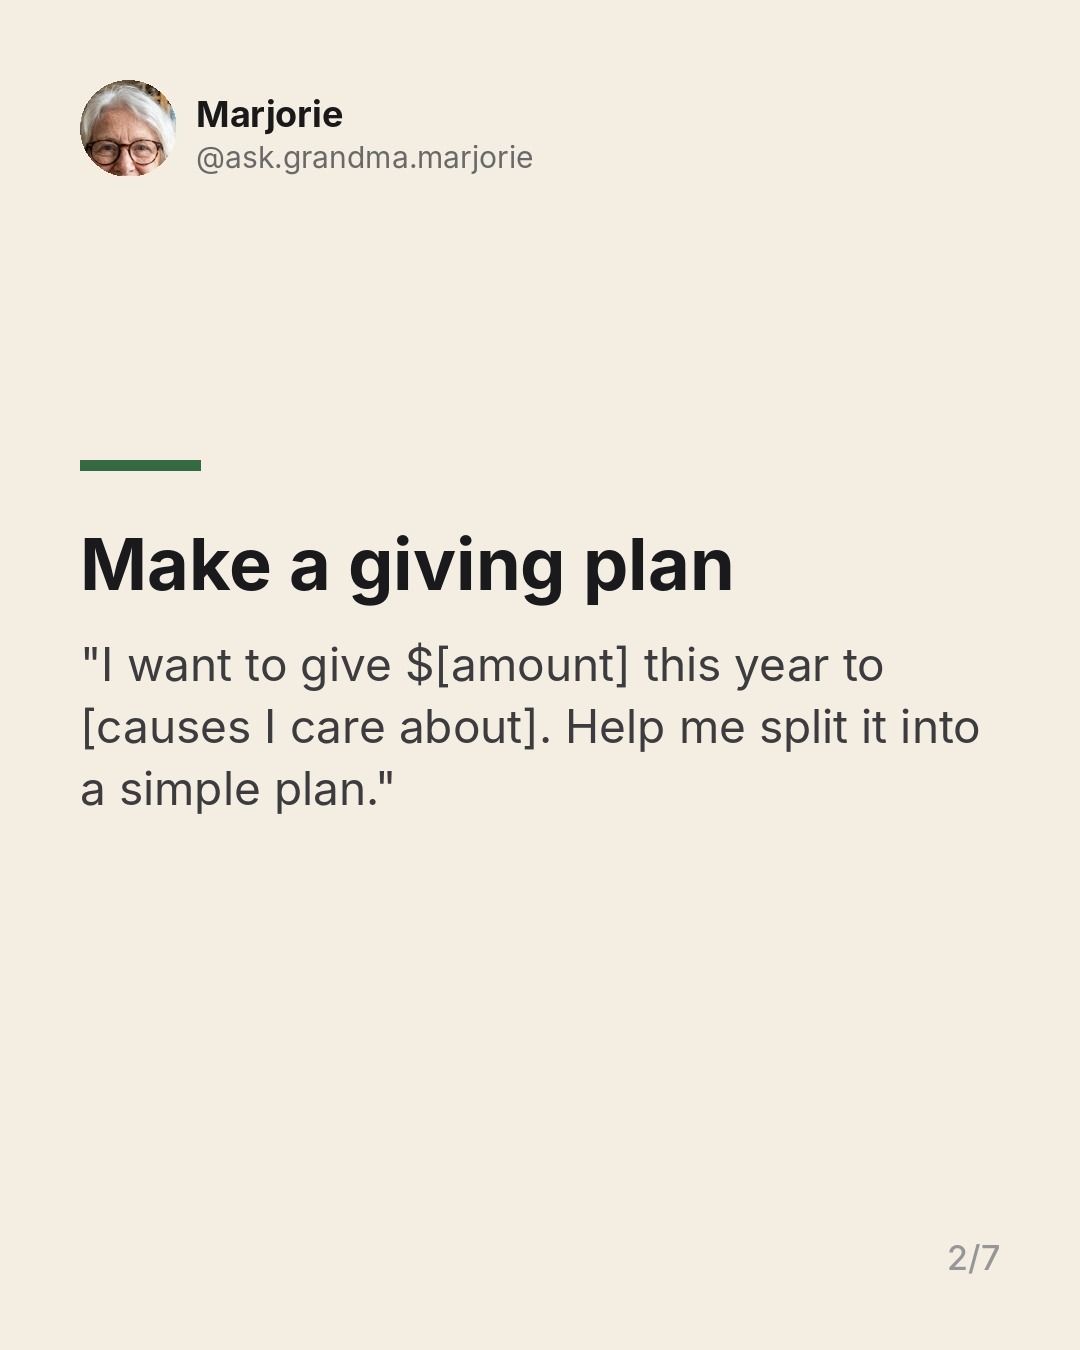 Marjorie
@ask.grandma.marjorie
Make a giving plan
"I want to give $[amount] this year to
[causes I care about]. Help me split it into
a simple plan."
2/7